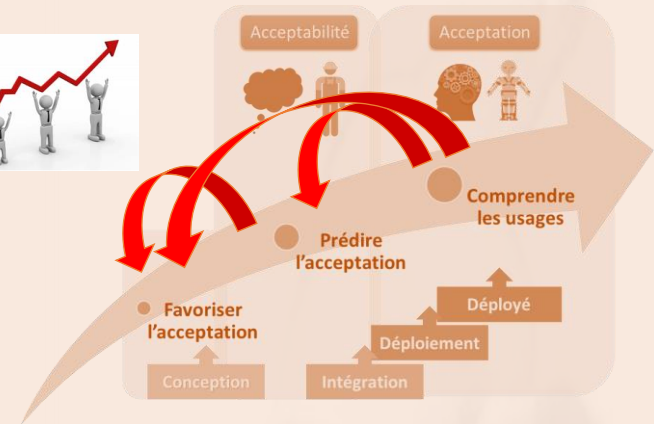 Acceptabilité
Acceptation
Comprendre
les usages
Prédire
l'acceptation
Favoriser
l'acceptation
Déployé
Déploiement
Conception
Intégration